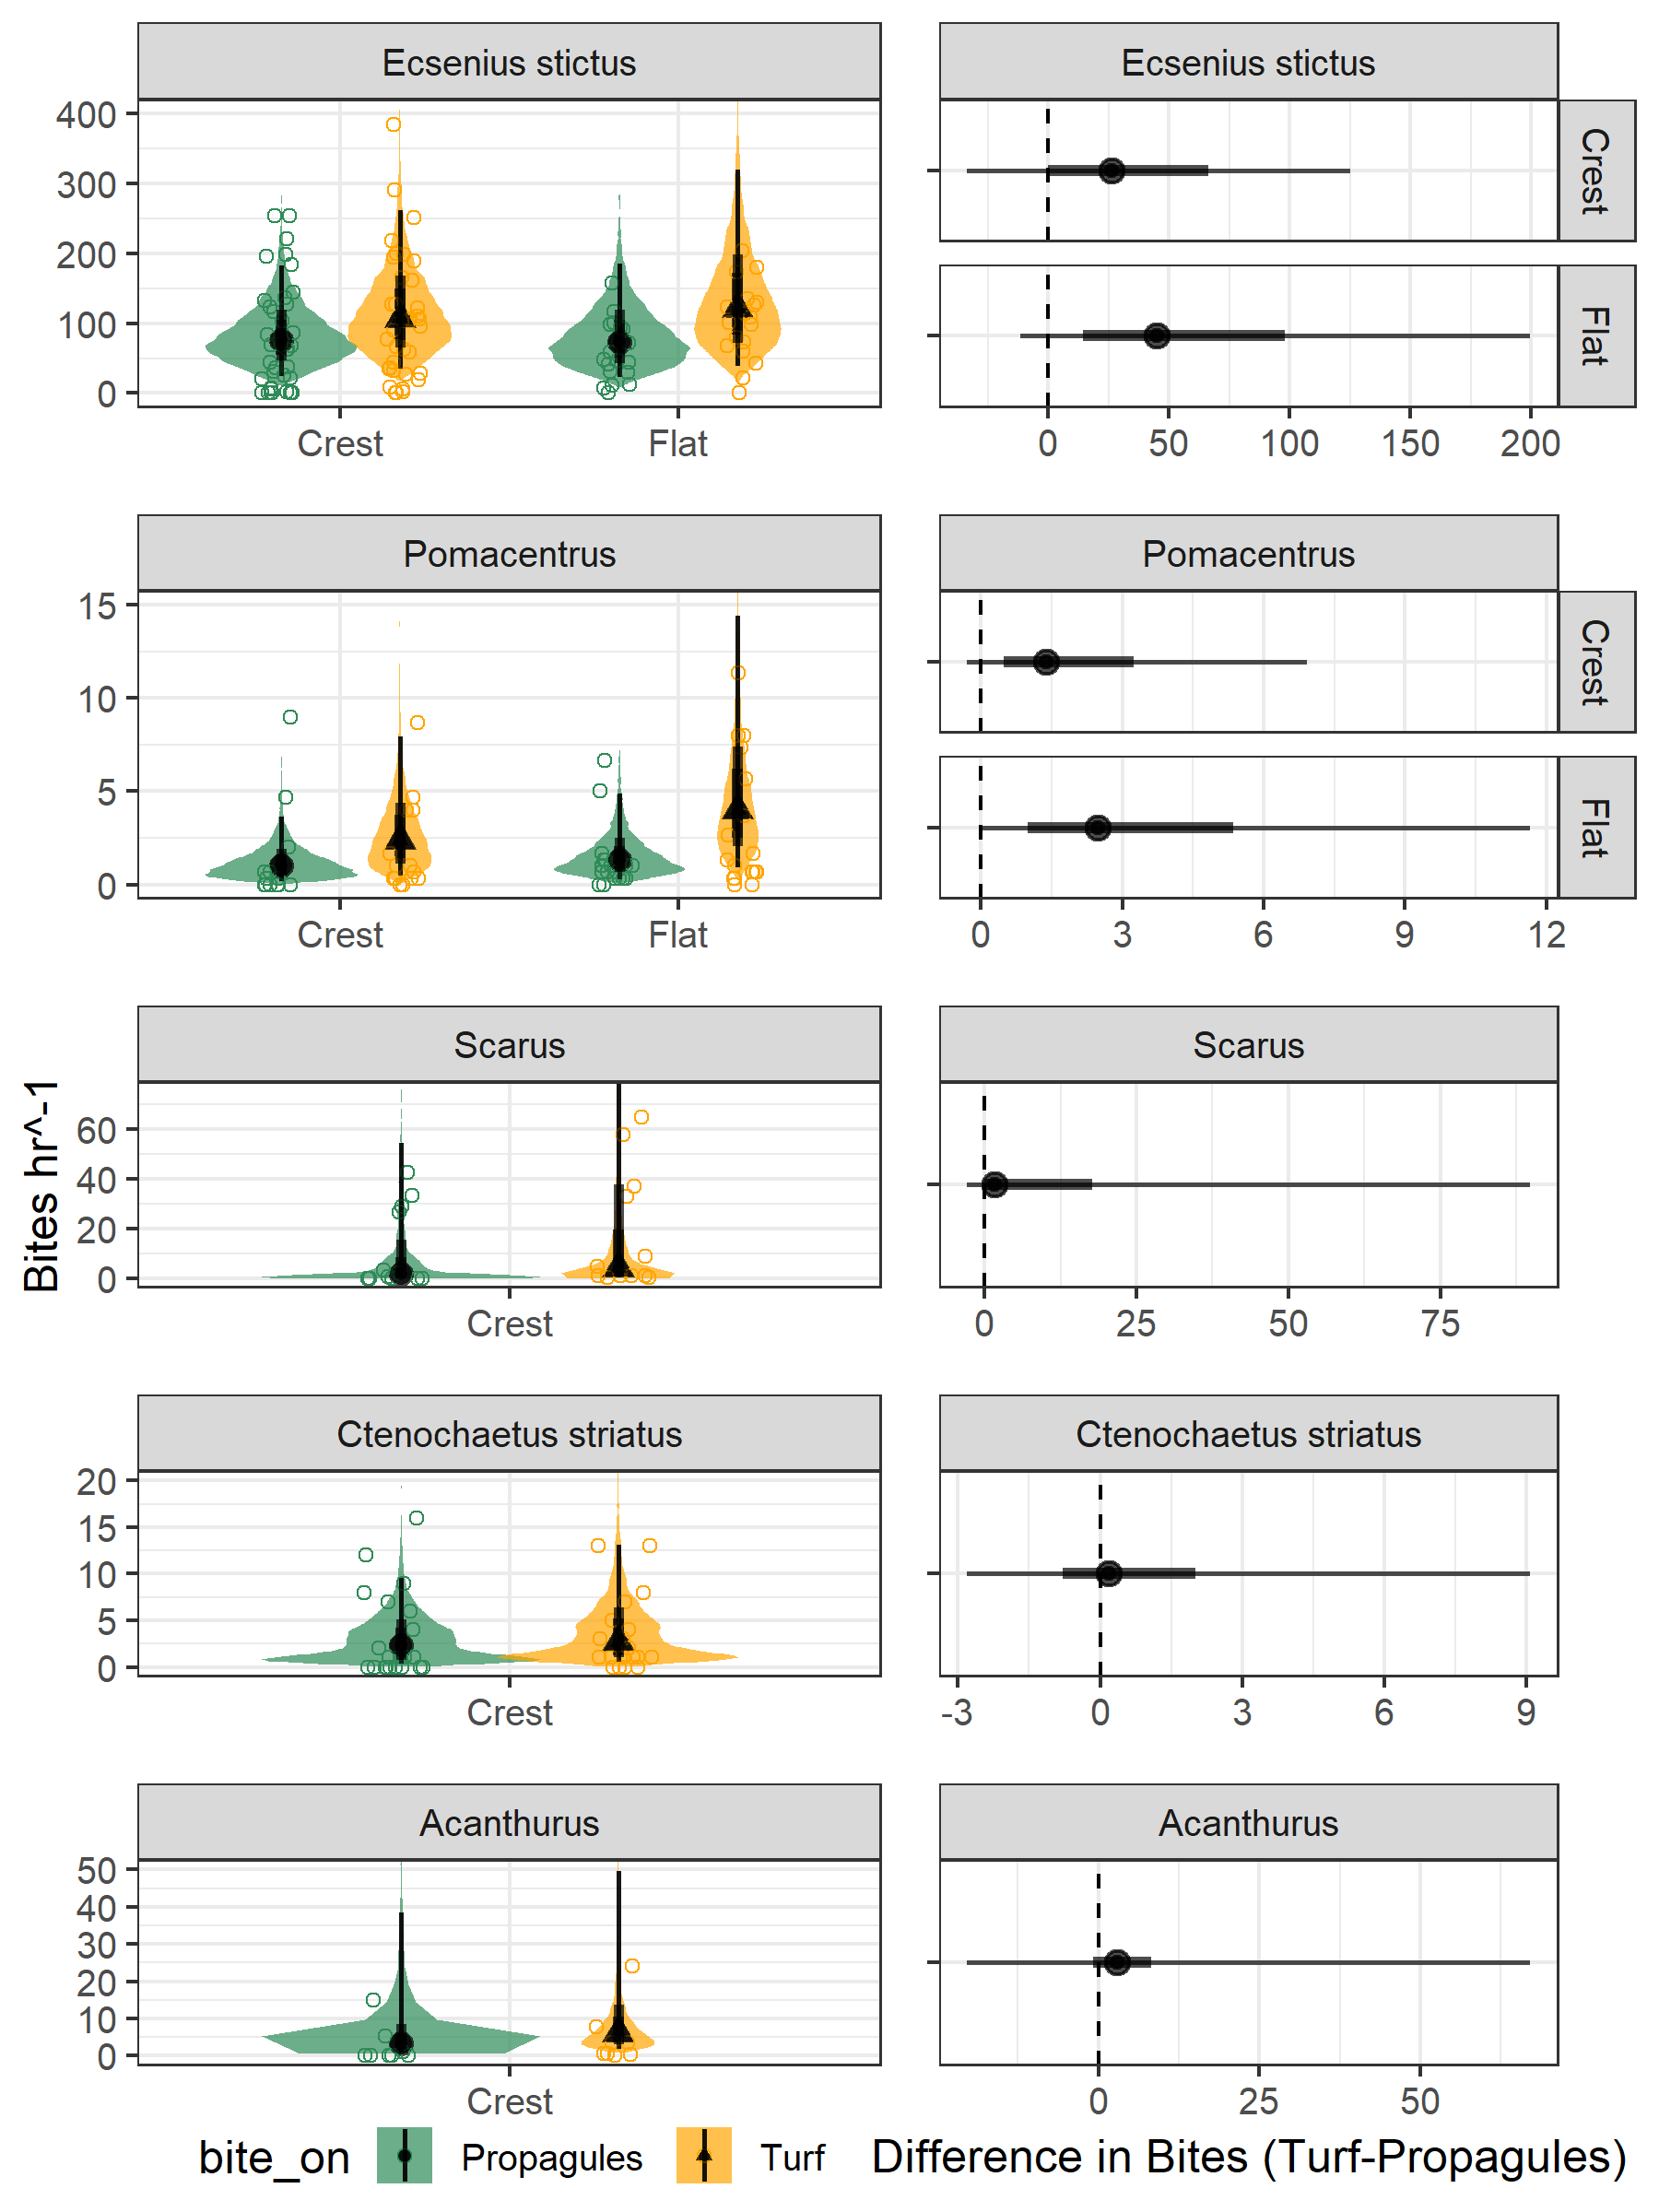 Ecsenius stictus
Ecsenius stictus
400
300
200
100
0
Crest
Flat
Crest
Flat
0
50
100
150
200
Pomacentrus
Pomacentrus
15
10
5
0
Crest
Flat
Crest
Flat
0
3
6
9
12
Scarus
Scarus
Bites hr^-1
60
40
20
0
Crest
0
25
50
75
Ctenochaetus striatus
Ctenochaetus striatus
20
15
10
5
0
Crest
-3
0
3
6
9
Acanthurus
Acanthurus
50
40
30
20
10
0
Crest
0
25
50
bite_on
Propagules
Turf
Difference in Bites (Turf-Propagules)